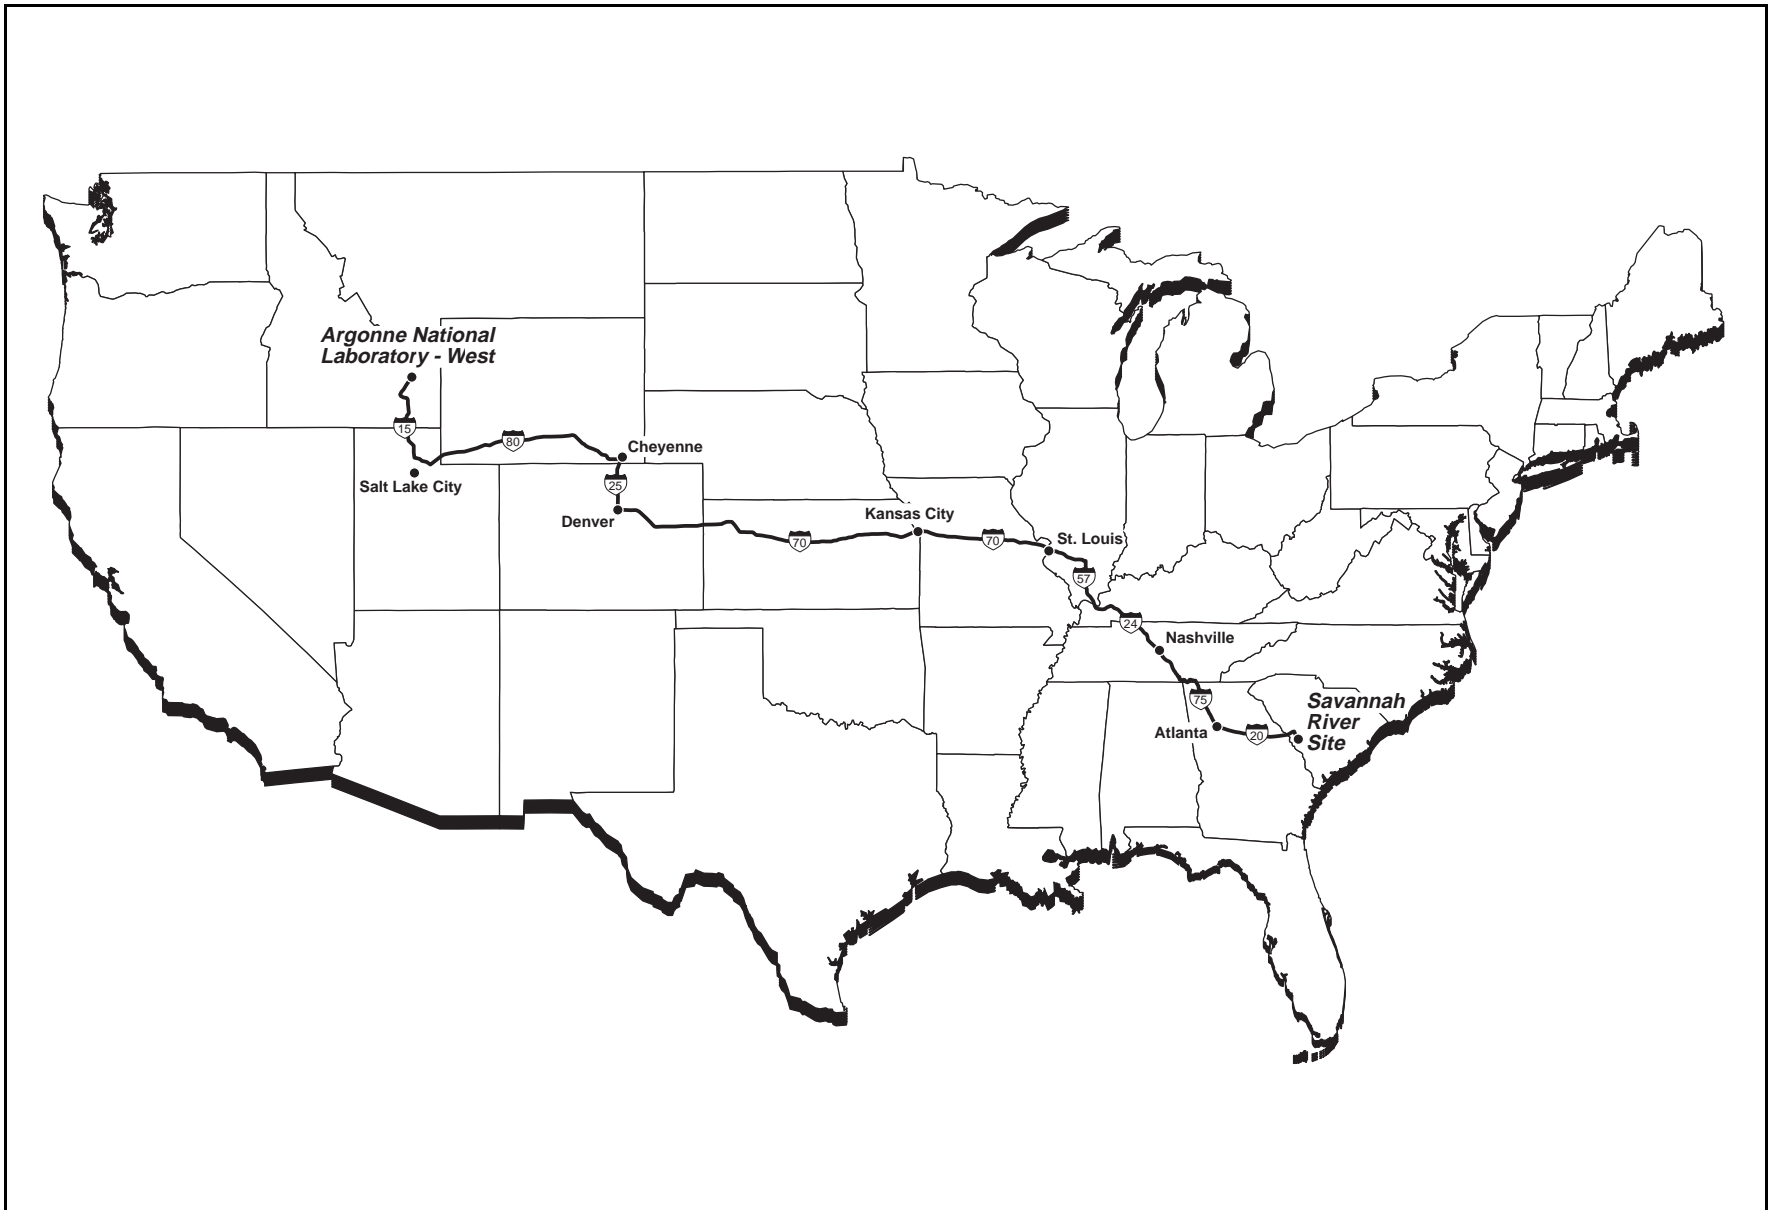 Argonne National
Laboratory - West
15
80
Cheyenne
Salt Lake City
25
Denver
70
Kansas City
70
St. Louis
57
24
Nashville
75
Atlanta
20
Savannah
River
Site